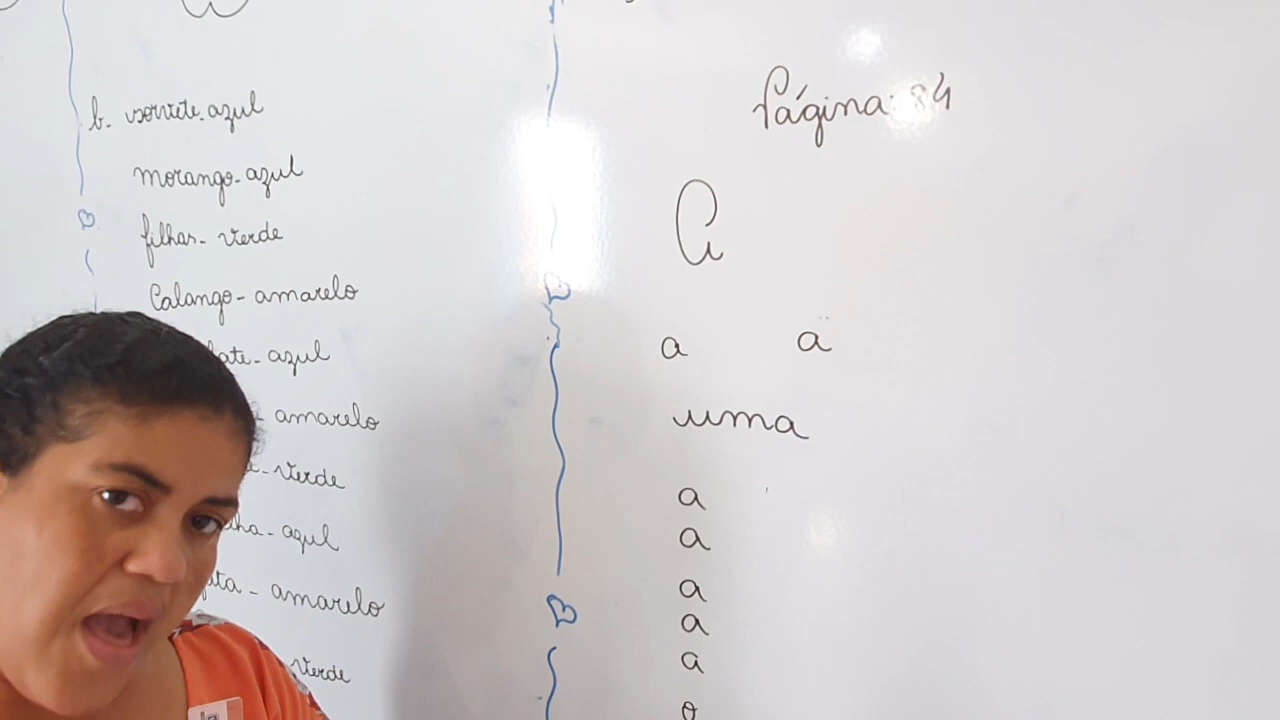 b. sorvete. azul
morango- azul
filhas- verde
Calango- amarelo
azul
- amarelo
- verde
- azul
- amarelo
verde
Página: 84
A
a a
uma
a
a
a
a
a